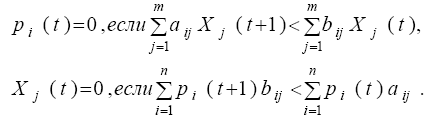 p_i (t)=0 ,если ∑_{j=1}^{m} a_{ij} X_j (t+1)<∑_{j=1}^{m} b_{ij} X_j (t),
X_j (t)=0 ,если ∑_{i=1}^{n} p_i (t+1) b_{ij} <∑_{i=1}^{n} p_i (t) a_{ij} .